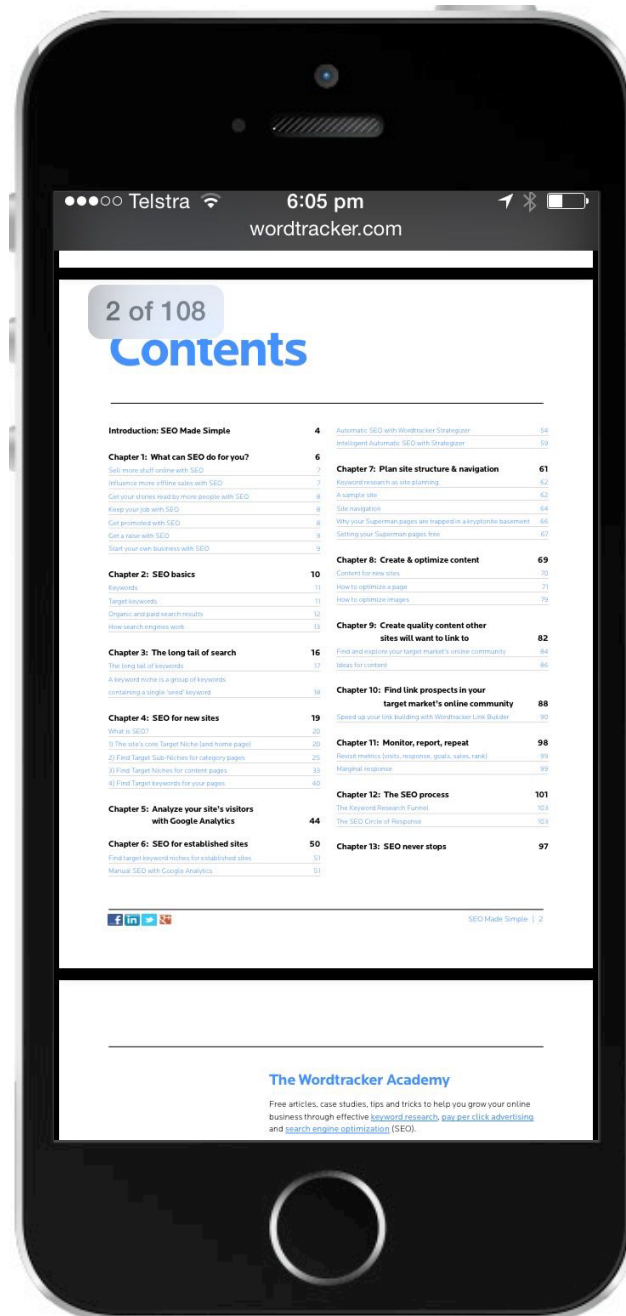 Telstra 6:05 pm
wordtracker.com
2 of 108
Contents
Introduction: SEO Made Simple 4
Chapter 1: What can SEO do for you? 6
Sell more stuff online with SEO 7
Influence more offline sales with SEO 7
Get your stories read by more people with SEO 8
Keep your job with SEO 8
Get promoted with SEO 8
Get a raise with SEO 9
Start your own business with SEO 9
Chapter 2: SEO basics 10
Keywords 11
Target keywords 11
Organic and paid search results 12
How search engines work 13
Chapter 3: The long tail of search 16
The long tail of keywords 17
A keyword niche is a group of keywords
containing a single 'seed' keyword 18
Chapter 4: SEO for new sites 19
What is SEO? 20
1) The site's core Target Niche (and home page) 20
2) Find Target Sub-Niches for category pages 25
3) Find Target Niches for content pages 33
4) Find Target keywords for your pages 40
Chapter 5: Analyze your site's visitors
with Google Analytics 44
Chapter 6: SEO for established sites 50
Find target keyword niches for established sites 51
Manual SEO with Google Analytics 51
Automatic SEO with Wordtracker Strategizer 54
Intelligent Automatic SEO with Strategizer 59
Chapter 7: Plan site structure & navigation 61
Keyword research as site planning 62
A sample site 62
Site navigation 64
Why your Superman pages are trapped in a kryptonite basement 66
Setting your Superman pages free 67
Chapter 8: Create & optimize content 69
Content for new sites 70
How to optimize a page 71
How to optimize images 79
Chapter 9: Create quality content other
sites will want to link to 82
Find and explore your target market's online community 84
Ideas for content 86
Chapter 10: Find link prospects in your
target market's online community 88
Speed up your link building with Wordtracker Link Builder 90
Chapter 11: Monitor, report, repeat 98
Revisit metrics (visits, response, goals, sales, rank) 99
Marginal response 99
Chapter 12: The SEO process 101
The Keyword Research Funnel 103
The SEO Circle of Response 103
Chapter 13: SEO never stops 97
f in
SEO Made Simple | 2
The Wordtracker Academy
Free articles, case studies, tips and tricks to help you grow your online
business through effective keyword research, pay per click advertising
and search engine optimization (SEO).